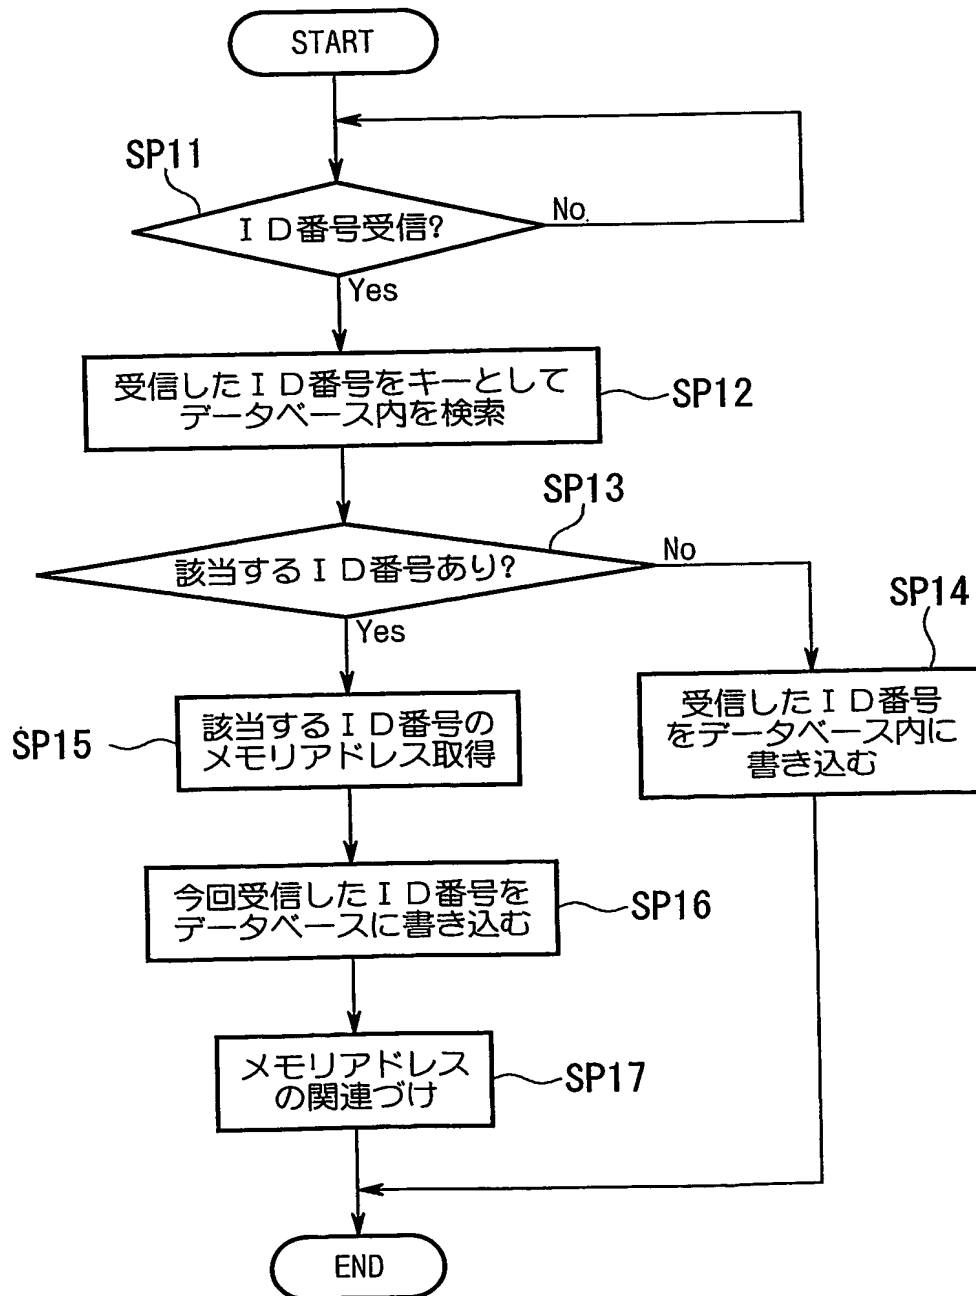 START
SP11
ＩＤ番号受信?
No
Yes
受信したＩＤ番号をキーとして
データベース内を検索
SP12
SP13
該当するＩＤ番号あり?
No
Yes
SP14
受信したＩＤ番号
をデータベース内に
書き込む
SP15
該当するＩＤ番号の
メモリアドレス取得
今回受信したＩＤ番号を
データベースに書き込む
SP16
メモリアドレス
の関連づけ
SP17
END